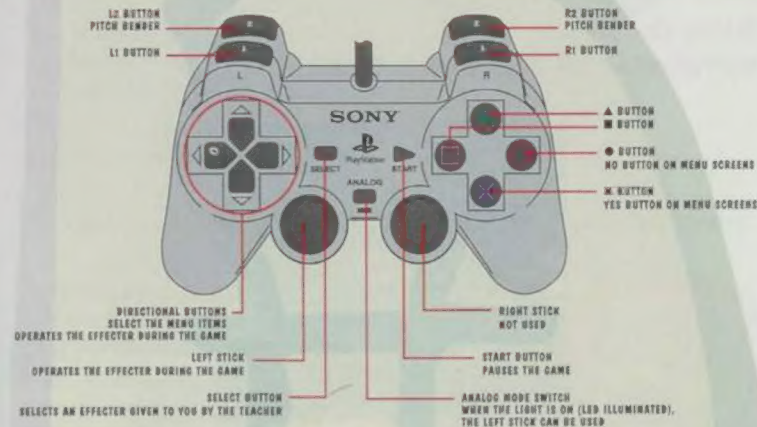 L2 BUTTON
PITCH BENDER
L1 BUTTON
R2 BUTTON
PITCH BENDER
R1 BUTTON
L
R
SONY
PlayStation
SELECT
START
ANALOG
▲ BUTTON
■ BUTTON
● BUTTON
NO BUTTON ON MENU SCREENS
✖ BUTTON
YES BUTTON ON MENU SCREENS
DIRECTIONAL BUTTONS
SELECT THE MENU ITEMS
OPERATES THE EFFECTER DURING THE GAME
LEFT STICK
OPERATES THE EFFECTER DURING THE GAME
SELECT BUTTON
SELECTS AN EFFECTER GIVEN TO YOU BY THE TEACHER
RIGHT STICK
NOT USED
START BUTTON
PAUSES THE GAME
ANALOG MODE SWITCH
WHEN THE LIGHT IS ON (LED ILLUMINATED),
THE LEFT STICK CAN BE USED